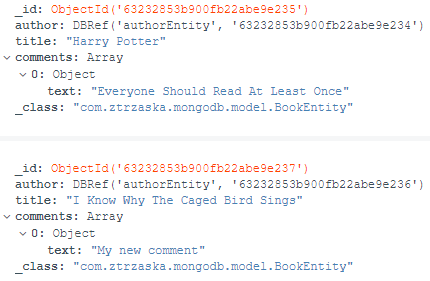 _id: ObjectId('63232853b900fb22abe9e235')
author: DBRef('authorEntity', '63232853b900fb22abe9e234')
title: "Harry Potter"
comments: Array
0: Object
text: "Everyone Should Read At Least Once"
_class: "com.ztrzaska.mongodb.model.BookEntity"
_id: ObjectId('63232853b900fb22abe9e237')
author: DBRef('authorEntity', '63232853b900fb22abe9e236')
title: "I Know Why The Caged Bird Sings"
comments: Array
0: Object
text: "My new comment"
_class: "com.ztrzaska.mongodb.model.BookEntity"